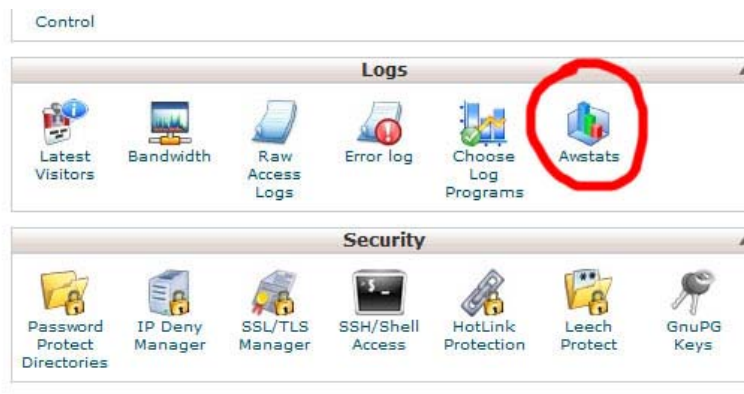 Control
Logs
Latest Visitors
Bandwidth
Raw Access Logs
Error log
Choose Log Programs
Awstats
Security
Password Protect Directories
IP Deny Manager
SSL/TLS Manager
SSH/Shell Access
HotLink Protection
Leech Protect
GnuPG Keys